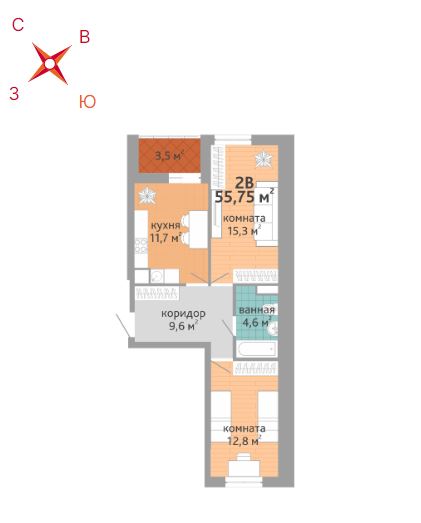 С
В
З
Ю
3,5 м²
2В
55,75 м²
кухня
11,7 м²
комната
15,3 м²
коридор
9,6 м²
ванная
4,6 м²
комната
12,8 м²